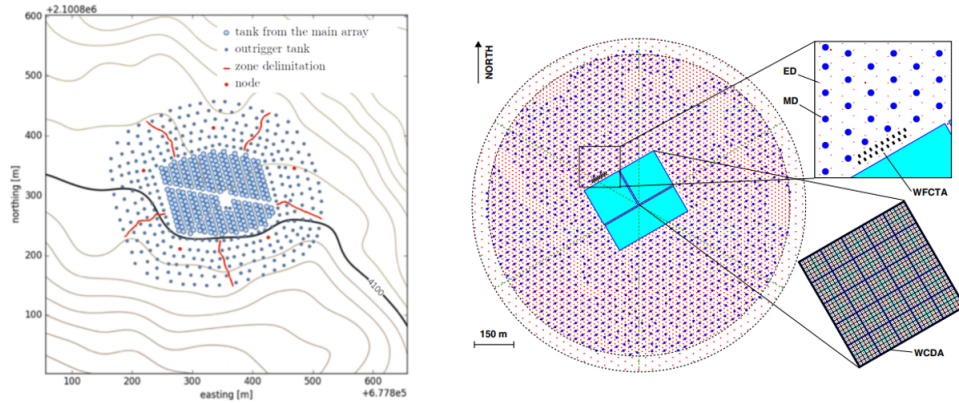 +2.1008e6
600
500
400
300
200
100
northing [m]
tank from the main array
outrigger tank
zone delimitation
node
4100
100
200
300
400
500
600
+6.778e5
easting [m]
NORTH
150 m
ED
MD
WFCTA
WCDA